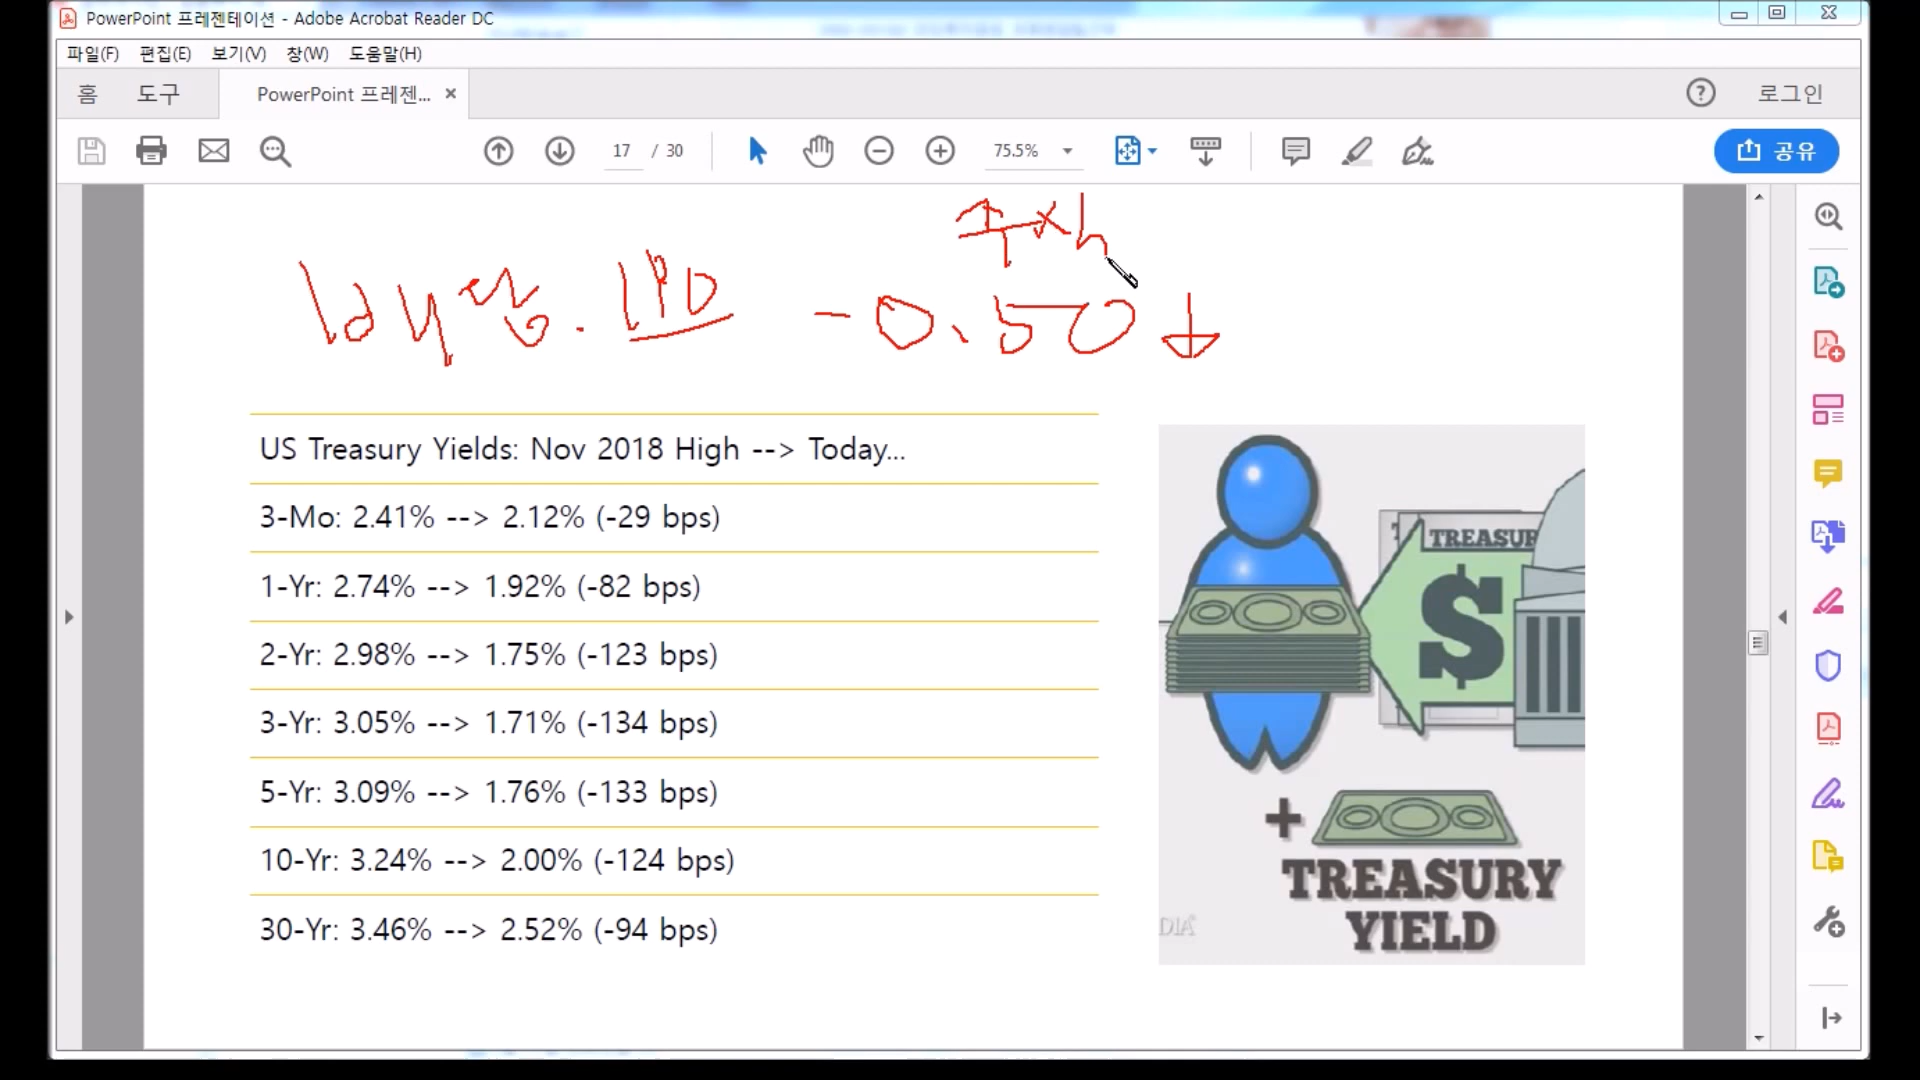 PowerPoint 프레젠테이션 - Adobe Acrobat Reader DC
파일(F) 편집(E) 보기(V) 창(W) 도움말(H)
홈 도구 PowerPoint 프레젠... × 로그인
17 / 30 75.5% 공유
-0.50
US Treasury Yields: Nov 2018 High --> Today...
3-Mo: 2.41% --> 2.12% (-29 bps)
1-Yr: 2.74% --> 1.92% (-82 bps)
2-Yr: 2.98% --> 1.75% (-123 bps)
3-Yr: 3.05% --> 1.71% (-134 bps)
5-Yr: 3.09% --> 1.76% (-133 bps)
10-Yr: 3.24% --> 2.00% (-124 bps)
30-Yr: 3.46% --> 2.52% (-94 bps)
$
+
TREASURY
YIELD